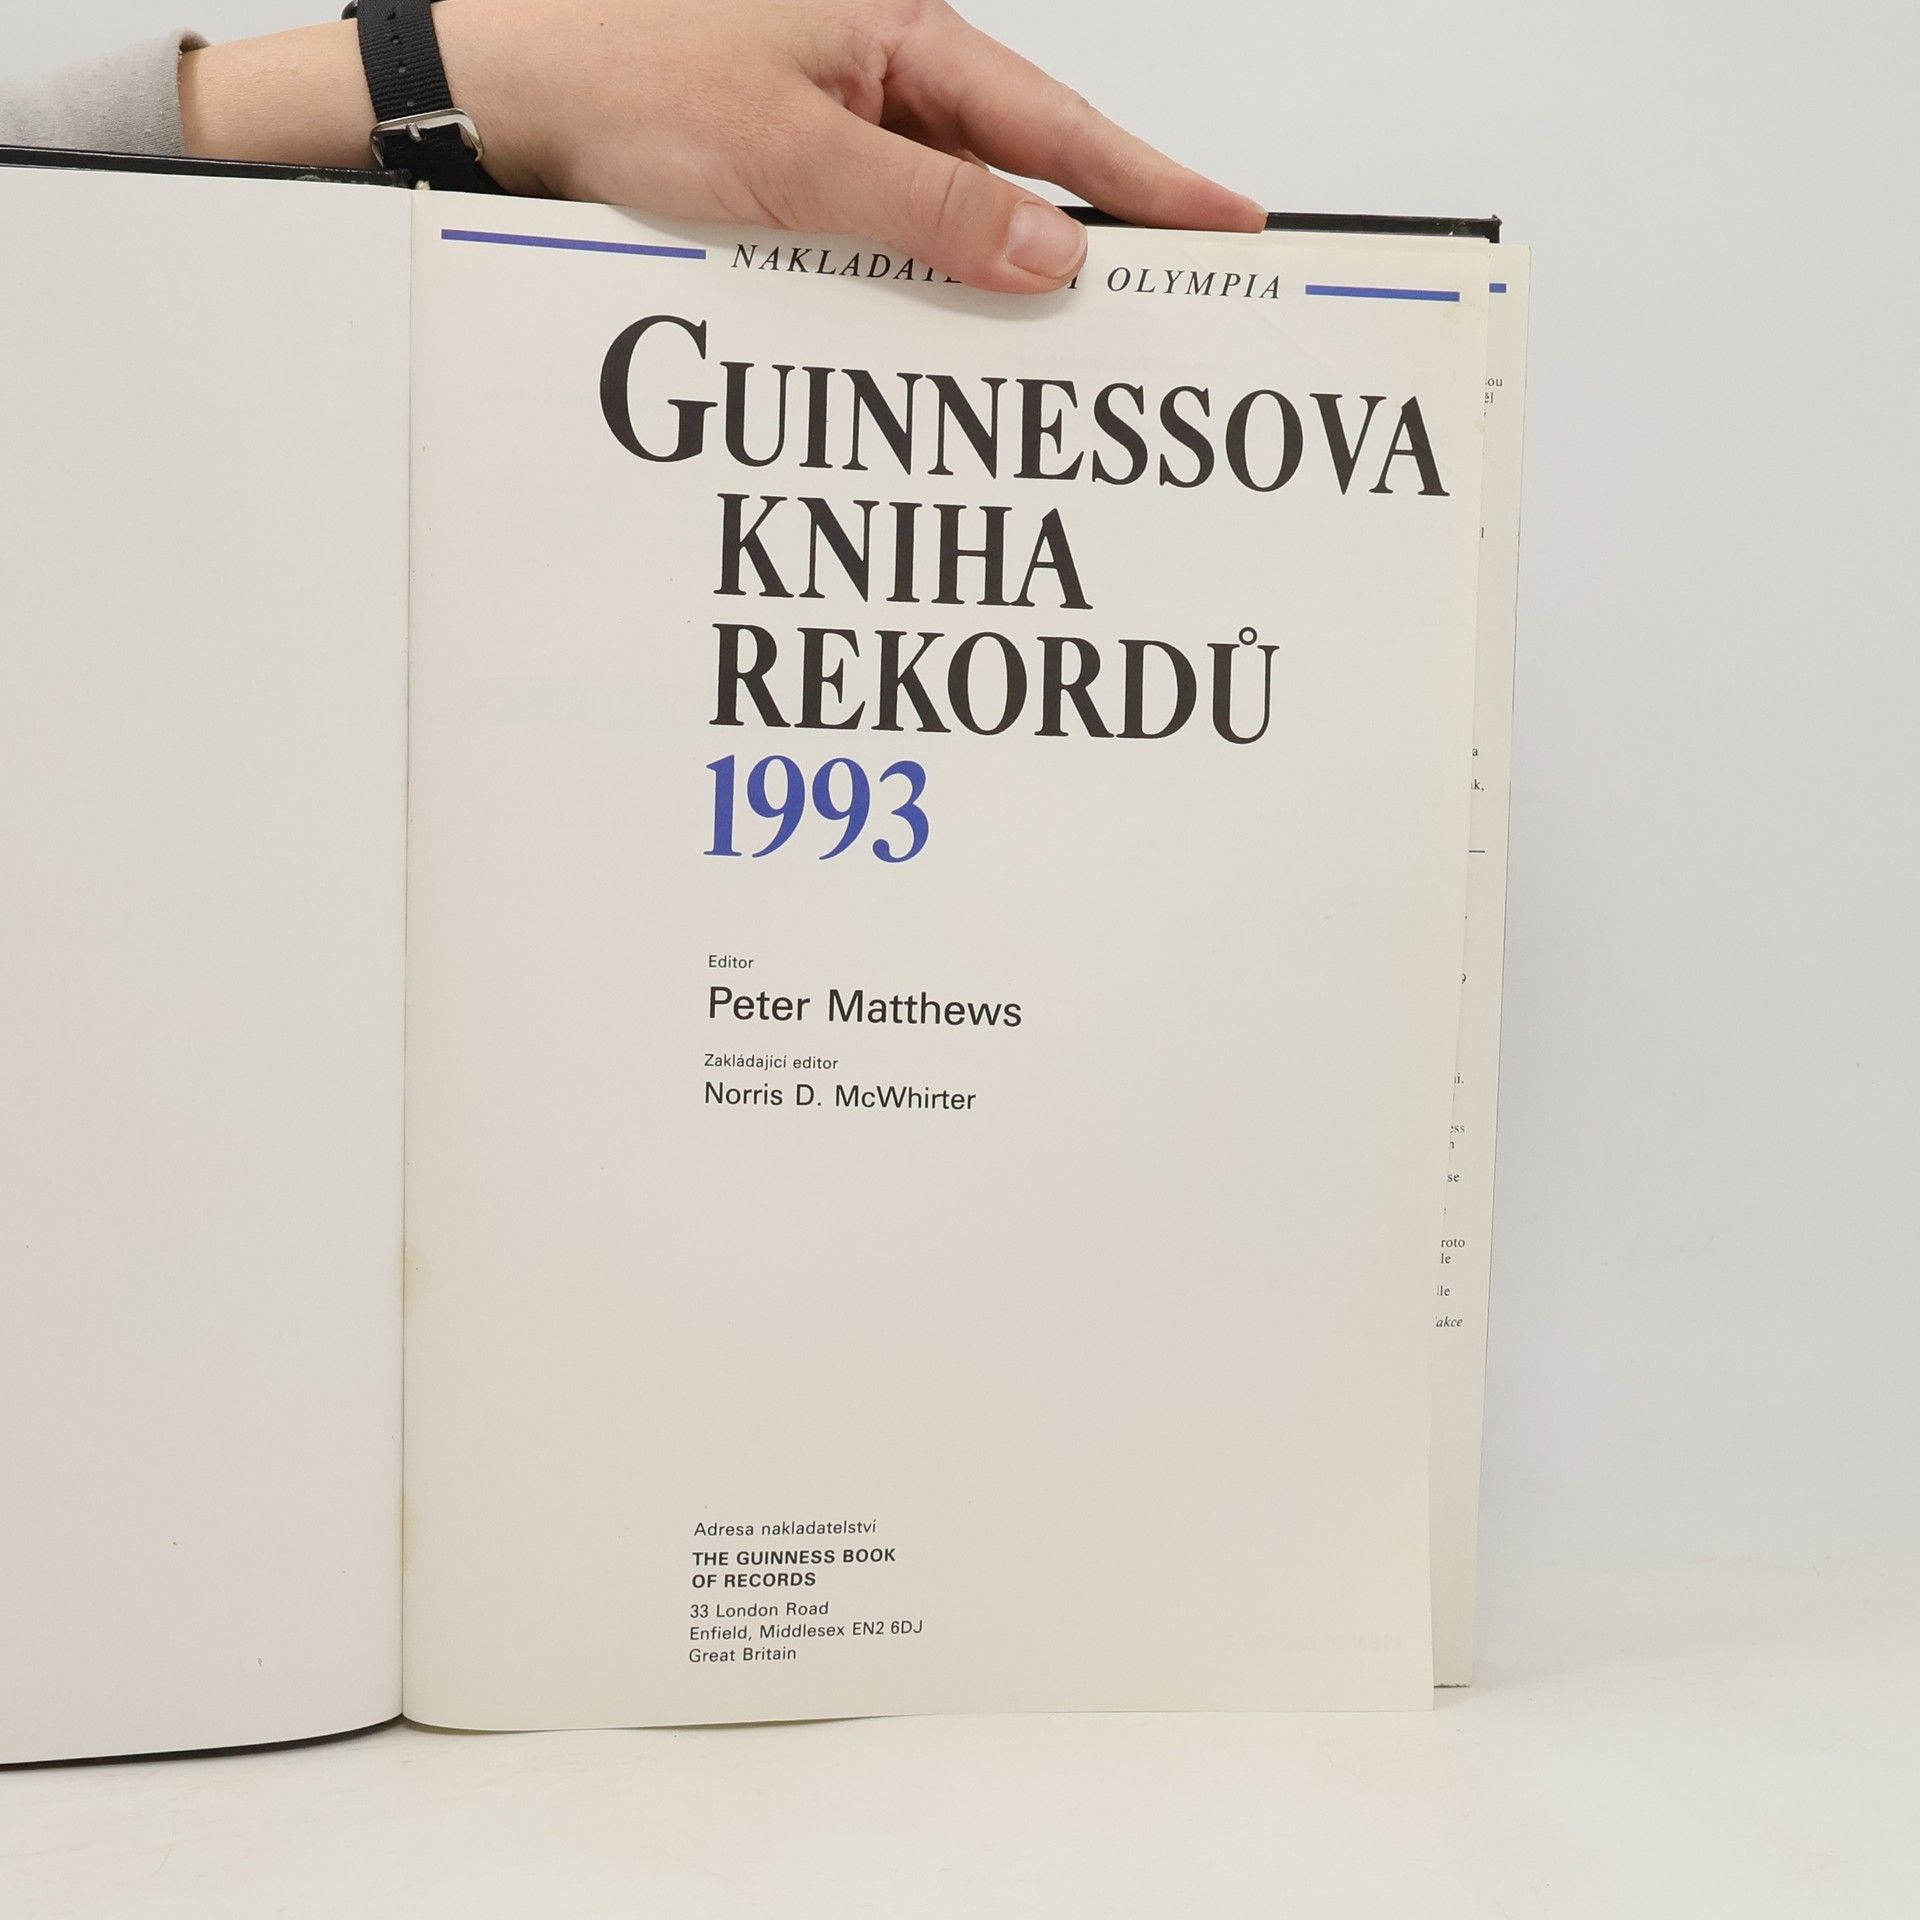 OLYMPIA
GUINNESSOVA
KNIHA
REKORDŮ
1993
Editor
Peter Matthews
Zakládající editor
Norris D. McWhirter
Adresa nakladatelství
THE GUINNESS BOOK
OF RECORDS
33 London Road
Enfield, Middlesex EN2 6DJ
Great Britain